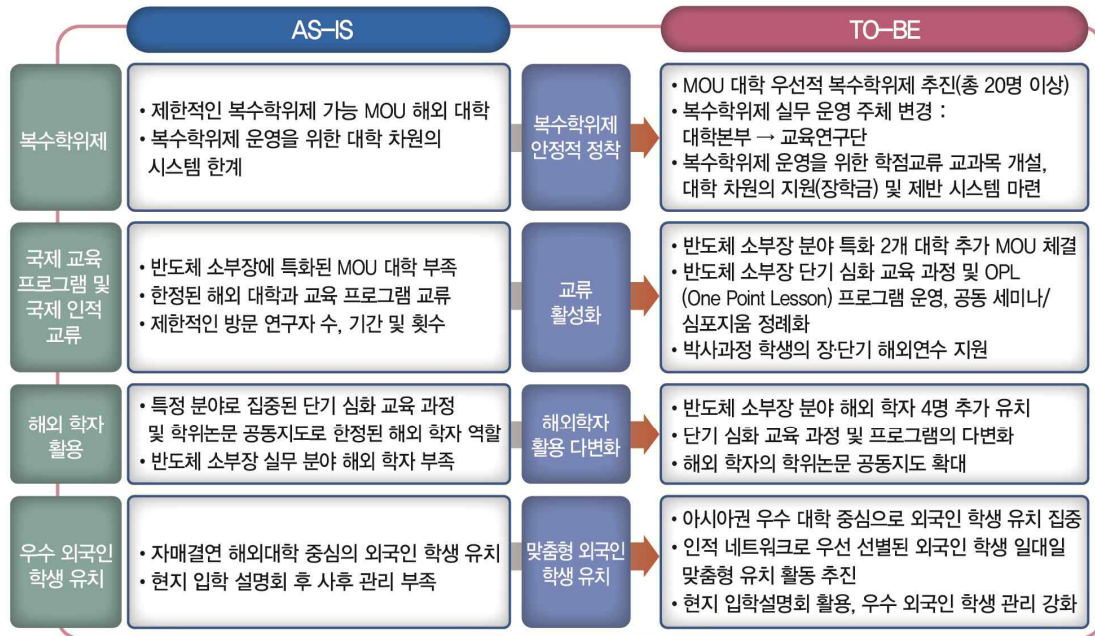 AS-IS
TO-BE
복수학위제
• 제한적인 복수학위제 가능 MOU 해외 대학
• 복수학위제 운영을 위한 대학 차원의
시스템 한계
복수학위제
안정적 정착
• MOU 대학 우선적 복수학위제 추진(총 20명 이상)
• 복수학위제 실무 운영 주체 변경 :
대학본부 → 교육연구단
• 복수학위제 운영을 위한 학점교류 교과목 개설,
대학 차원의 지원(장학금) 및 제반 시스템 마련
국제 교육
프로그램 및
국제 인적
교류
• 반도체 소부장에 특화된 MOU 대학 부족
• 한정된 해외 대학과 교육 프로그램 교류
• 제한적인 방문 연구자 수, 기간 및 횟수
교류
활성화
• 반도체 소부장 분야 특화 2개 대학 추가 MOU 체결
• 반도체 소부장 단기 심화 교육 과정 및 OPL
(One Point Lesson) 프로그램 운영, 공동 세미나/
심포지움 정례화
• 박사과정 학생의 장·단기 해외연수 지원
해외 학자
활용
• 특정 분야로 집중된 단기 심화 교육 과정
및 학위논문 공동지도로 한정된 해외 학자 역할
• 반도체 소부장 실무 분야 해외 학자 부족
해외학자
활용 다변화
• 반도체 소부장 분야 해외 학자 4명 추가 유치
• 단기 심화 교육 과정 및 프로그램의 다변화
• 해외 학자의 학위논문 공동지도 확대
우수 외국인
학생 유치
• 자매결연 해외대학 중심의 외국인 학생 유치
• 현지 입학 설명회 후 사후 관리 부족
맞춤형 외국인
학생 유치
• 아시아권 우수 대학 중심으로 외국인 학생 유치 집중
• 인적 네트워크로 우선 선별된 외국인 학생 일대일
맞춤형 유치 활동 추진
• 현지 입학설명회 활용, 우수 외국인 학생 관리 강화